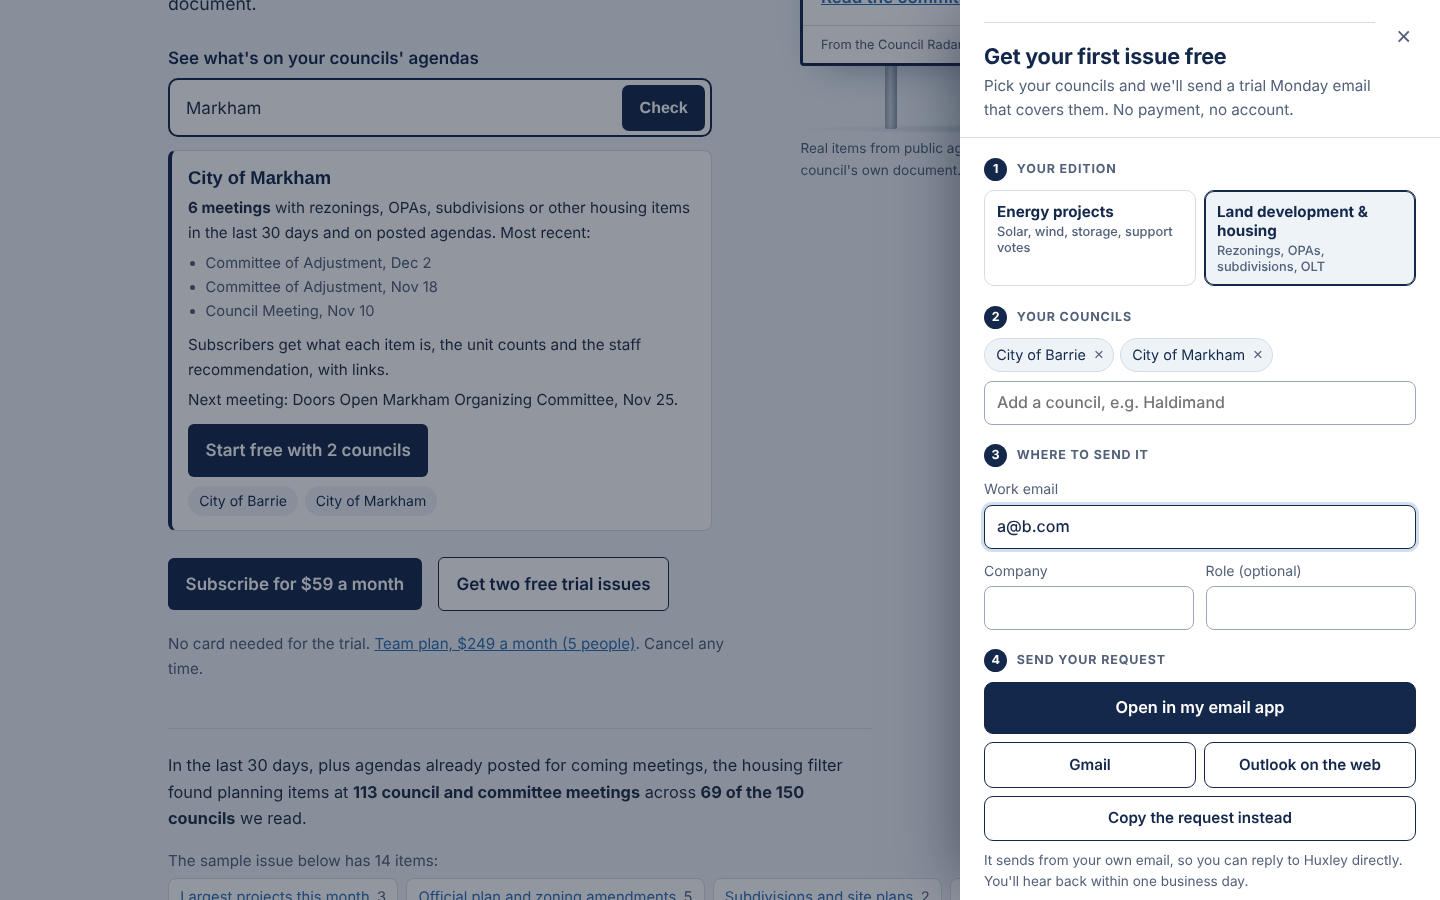 document.
See what's on your councils' agendas
Markham
Check
City of Markham
6 meetings with rezonings, OPAs, subdivisions or other housing items
in the last 30 days and on posted agendas. Most recent:
• Committee of Adjustment, Dec 2
• Committee of Adjustment, Nov 18
• Council Meeting, Nov 10
Subscribers get what each item is, the unit counts and the staff
recommendation, with links.
Next meeting: Doors Open Markham Organizing Committee, Nov 25.
Start free with 2 councils
City of Barrie
City of Markham
Subscribe for $59 a month
Get two free trial issues
No card needed for the trial. Team plan, $249 a month (5 people). Cancel any
time.
In the last 30 days, plus agendas already posted for coming meetings, the housing filter
found planning items at 113 council and committee meetings across 69 of the 150
councils we read.
The sample issue below has 14 items:
Largest projects this month 3
Official plan and zoning amendments 5
Subdivisions and site plans 2
Read the
From the Council Radar
Real items from public
council's own document.
×
Get your first issue free
Pick your councils and we'll send a trial Monday email
that covers them. No payment, no account.
1 YOUR EDITION
Energy projects
Solar, wind, storage, support
votes
Land development &
housing
Rezonings, OPAs,
subdivisions, OLT
2 YOUR COUNCILS
City of Barrie ×
City of Markham ×
Add a council, e.g. Haldimand
3 WHERE TO SEND IT
Work email
a@b.com
Company
Role (optional)
4 SEND YOUR REQUEST
Open in my email app
Gmail
Outlook on the web
Copy the request instead
It sends from your own email, so you can reply to Huxley directly.
You'll hear back within one business day.